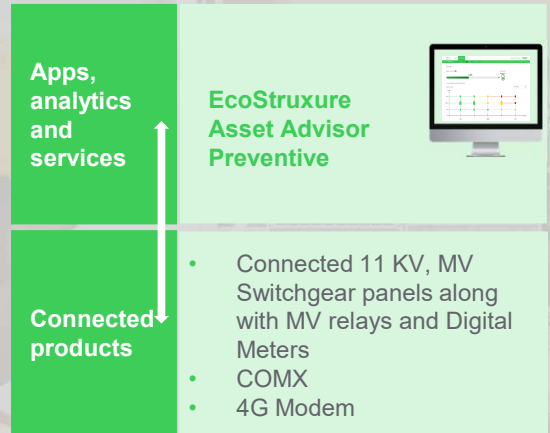 Apps,
analytics
and
services
EcoStruxure
Asset Advisor
Preventive
Connected
products
• Connected 11 KV, MV
Switchgear panels along
with MV relays and Digital
Meters
• COMX
• 4G Modem